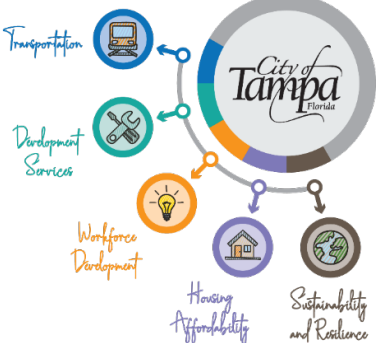 Transportation
City of
Tampa
Florida
Development
Services
Workforce
Development
Housing
Affordability
Sustainability
and Resilience